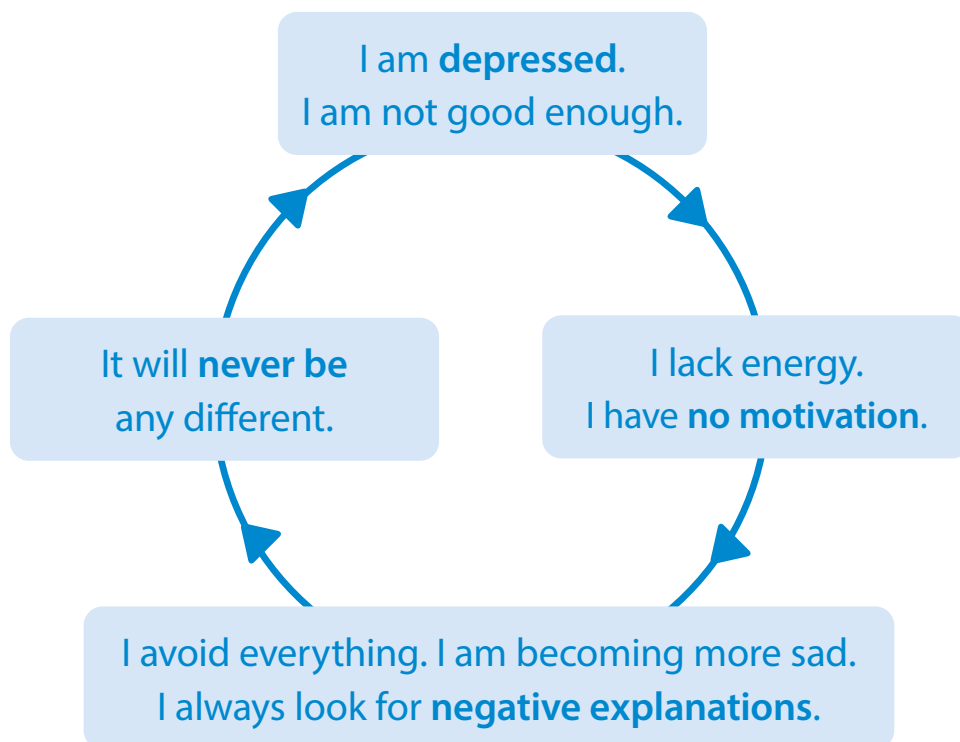 I am depressed.
I am not good enough.
I lack energy.
I have no motivation.
I avoid everything. I am becoming more sad.
I always look for negative explanations.
It will never be
any different.